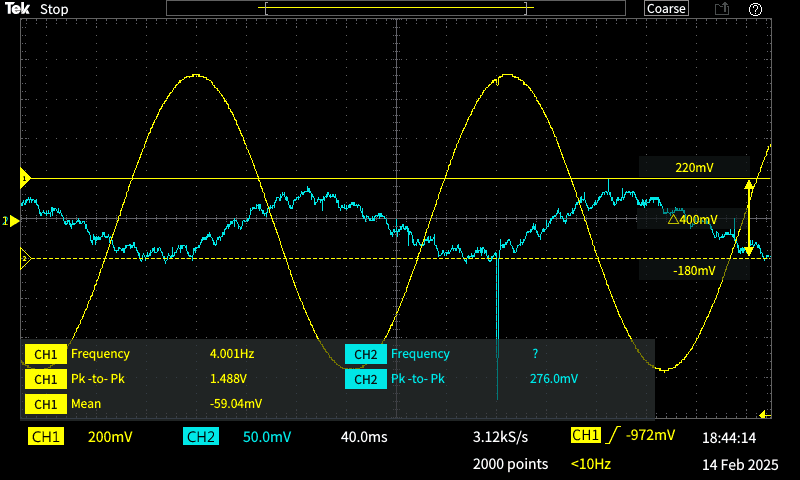 Tek Stop Coarse
1
220mV
△400mV
2
-180mV
CH1 Frequency 4.001Hz CH2 Frequency ?
CH1 Pk-to-Pk 1.488V CH2 Pk-to-Pk 276.0mV
CH1 Mean -59.04mV
CH1 200mV CH2 50.0mV 40.0ms 3.12kS/s CH1 -972mV 18:44:14
2000 points <10Hz 14 Feb 2025